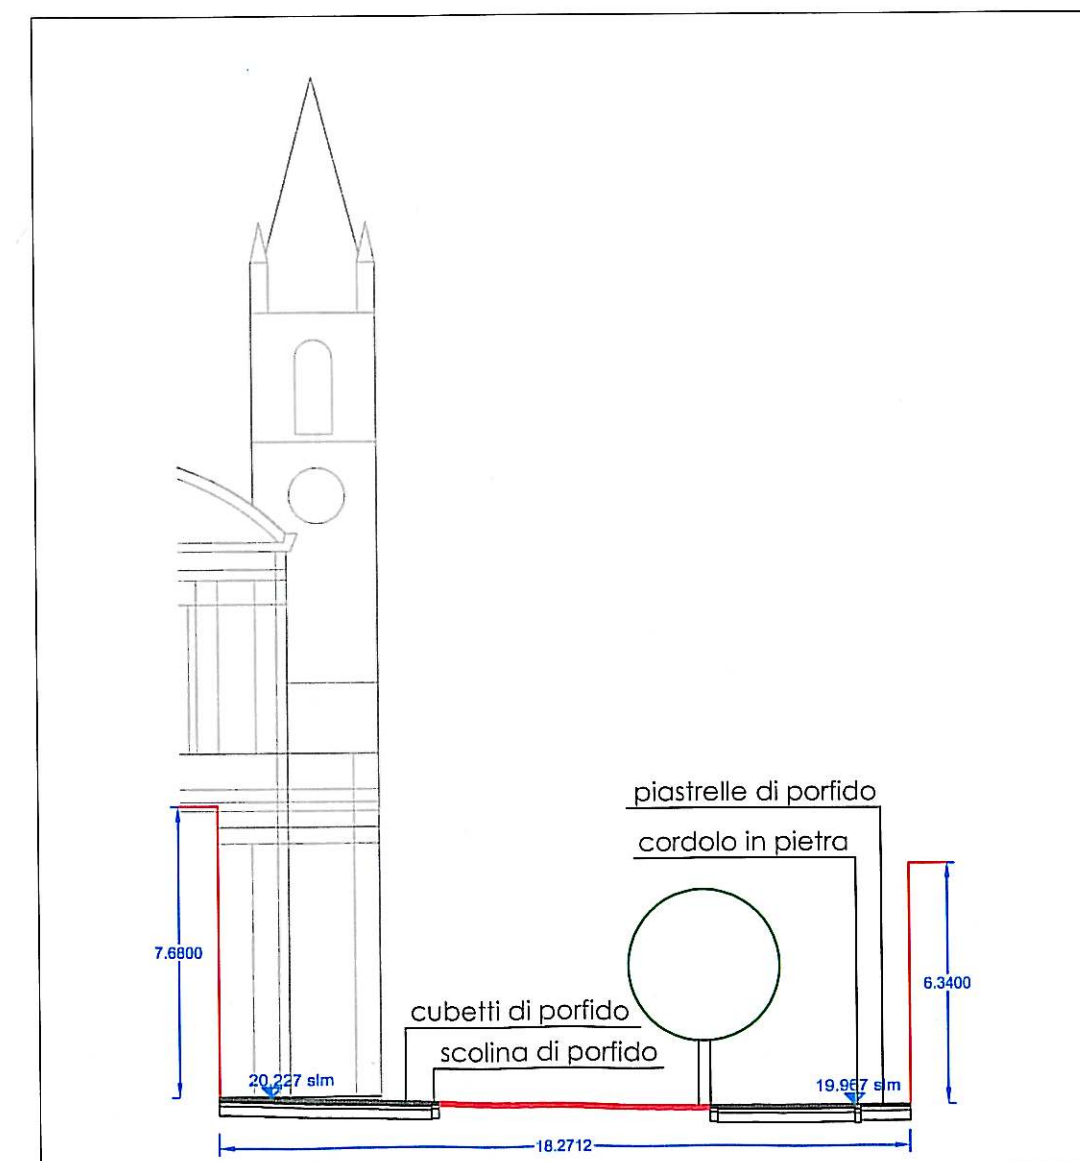 piastrelle di porfido
cordolo in pietra
7.6800
6.3400
cubetti di porfido
scolina di porfido
20.227 slm
19.967 slm
18.2712